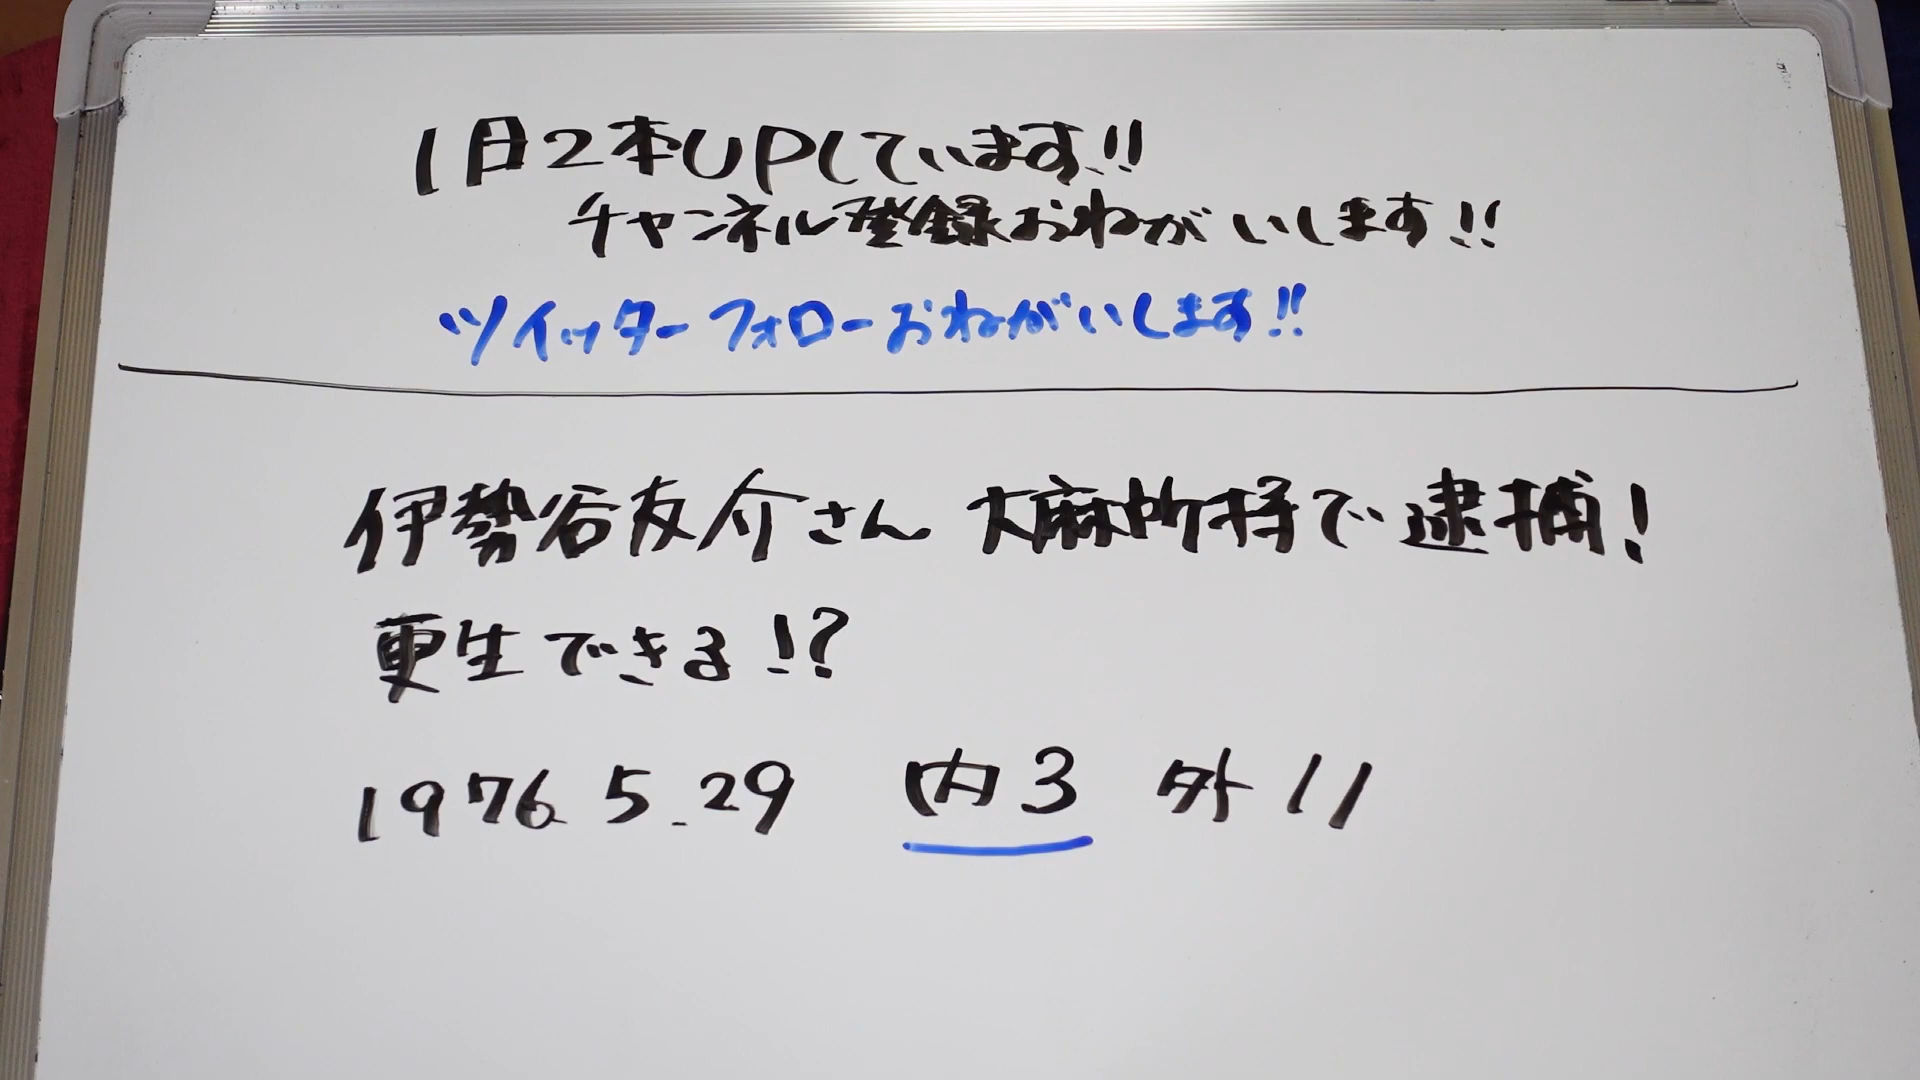 1日2本UPしています!!
チャンネル登録おねがいします!!
ツイッターフォローおねがいします!!
伊勢谷友介さん 大麻所持で逮捕!
更生できる!?
1976 5.29 内3 外11